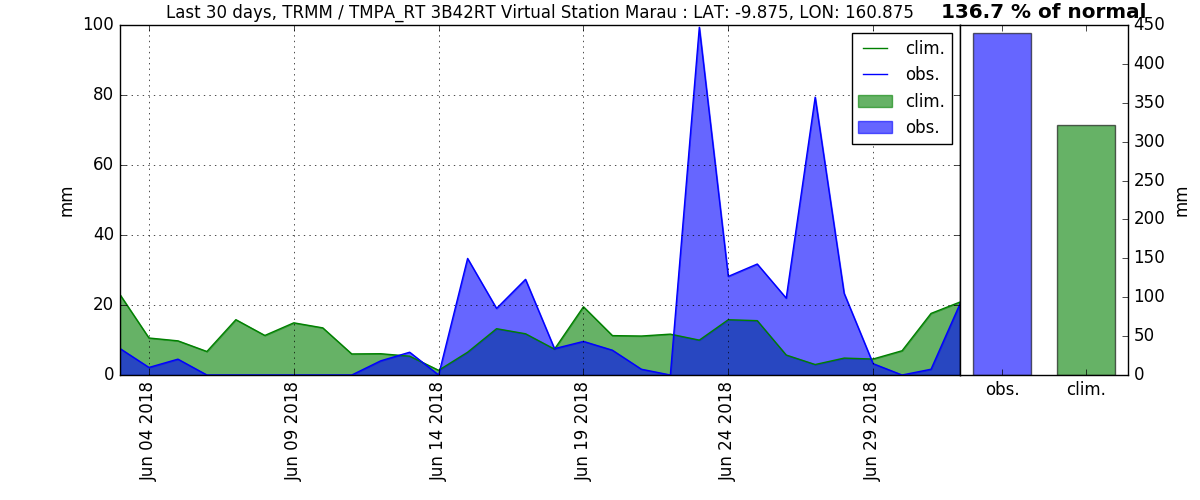 Last 30 days, TRMM / TMPA_RT 3B42RT Virtual Station Marau : LAT: -9.875, LON: 160.875
136.7 % of normal
100
80
60
40
20
0
mm
clim.
obs.
clim.
obs.
450
400
350
300
250
200
150
100
50
0
mm
Jun 04 2018
Jun 09 2018
Jun 14 2018
Jun 19 2018
Jun 24 2018
Jun 29 2018
obs.
clim.